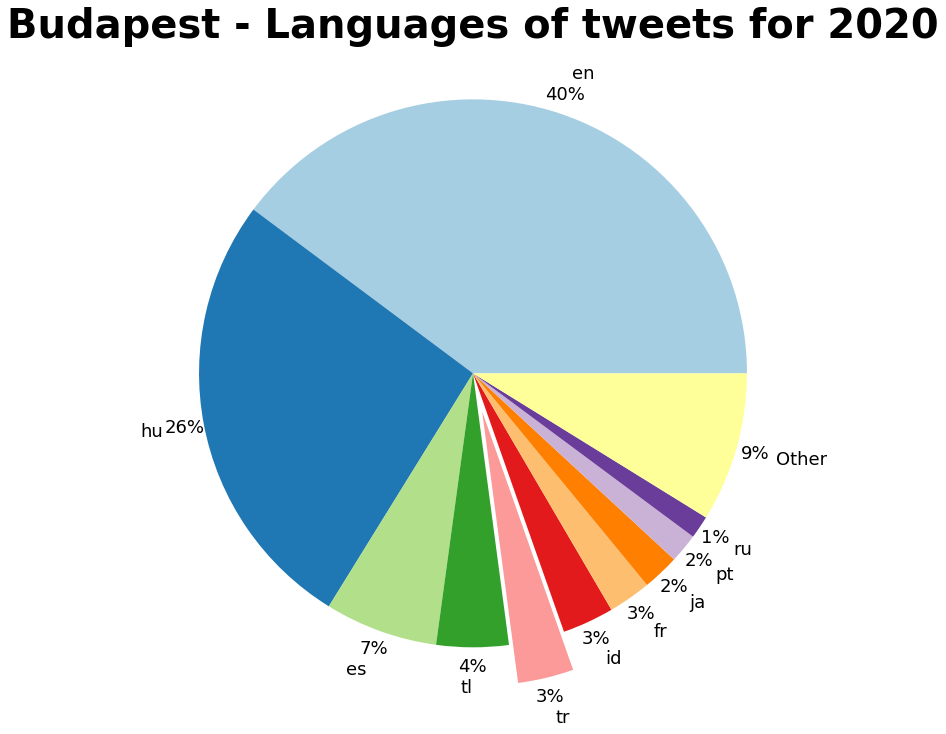 Budapest - Languages of tweets for 2020
en
40%
hu
26%
es
7%
tl
4%
tr
3%
id
3%
fr
3%
ja
2%
pt
2%
ru
1%
Other
9%